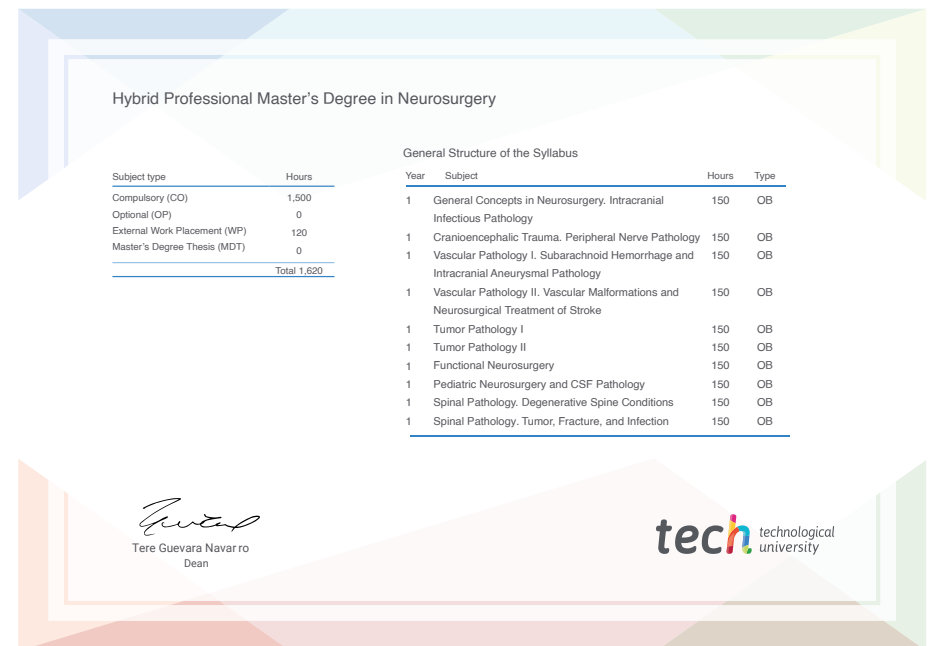 Hybrid Professional Master's Degree in Neurosurgery
Subject type Hours
Compulsory (CO) 1,500
Optional (OP) 0
External Work Placement (WP) 120
Master's Degree Thesis (MDT) 0
Total 1,620
General Structure of the Syllabus
Year Subject Hours Type
1 General Concepts in Neurosurgery. Intracranial 150 OB
Infectious Pathology
1 Cranioencephalic Trauma. Peripheral Nerve Pathology 150 OB
1 Vascular Pathology I. Subarachnoid Hemorrhage and 150 OB
Intracranial Aneurysmal Pathology
1 Vascular Pathology II. Vascular Malformations and 150 OB
Neurosurgical Treatment of Stroke
1 Tumor Pathology I 150 OB
1 Tumor Pathology II 150 OB
1 Functional Neurosurgery 150 OB
1 Pediatric Neurosurgery and CSF Pathology 150 OB
1 Spinal Pathology. Degenerative Spine Conditions 150 OB
1 Spinal Pathology. Tumor, Fracture, and Infection 150 OB
Tere Guevara Navarro
Dean
tech technological
university